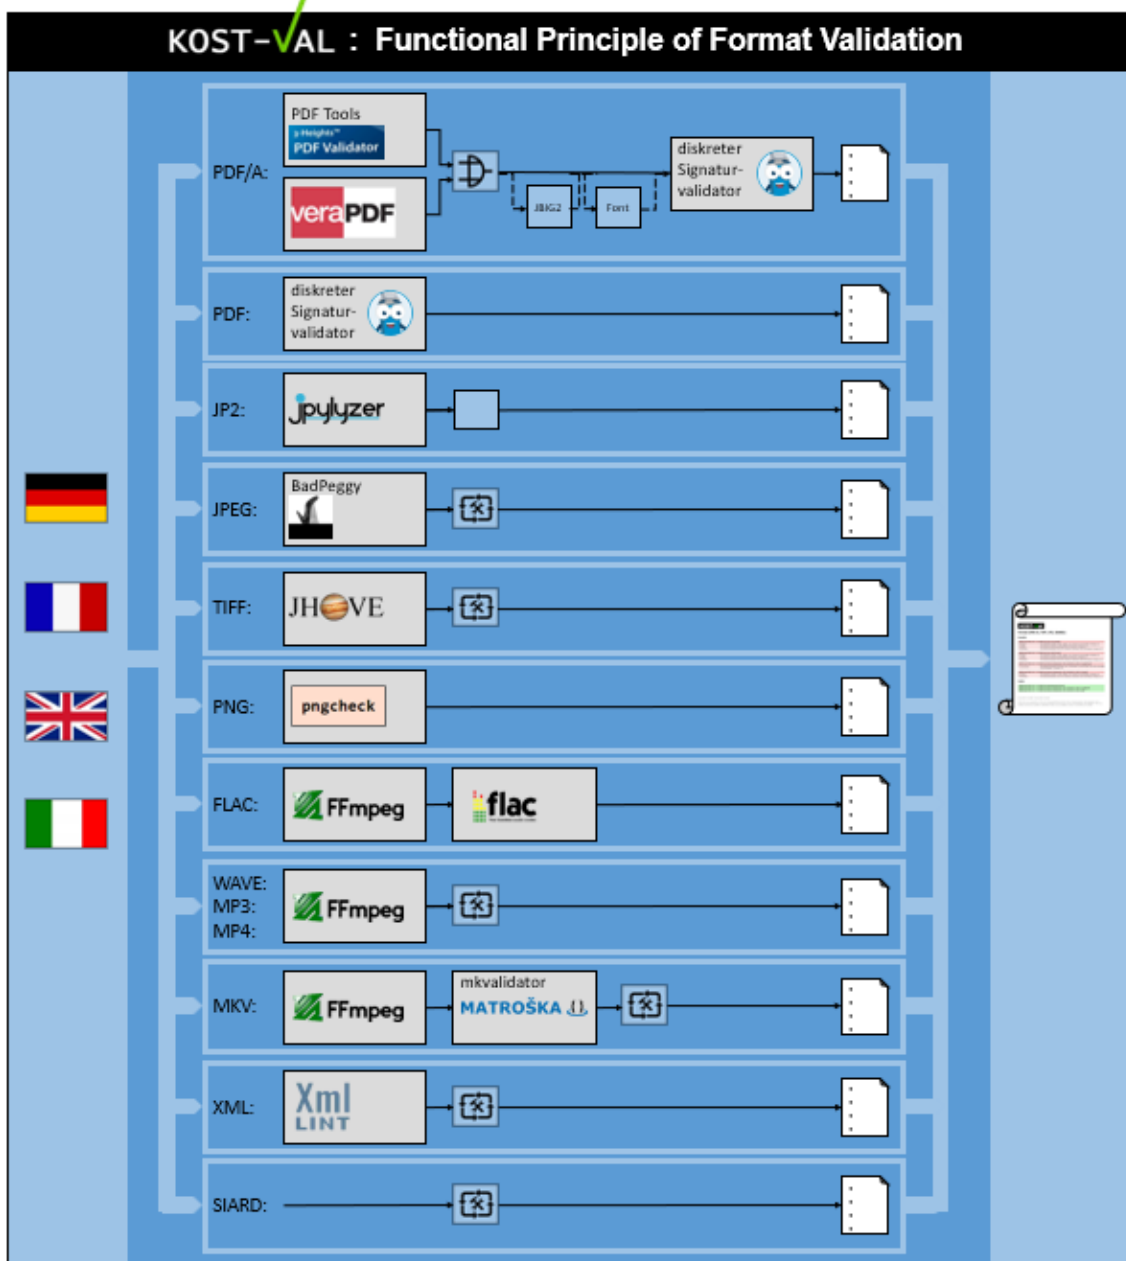 KOST-VAL : Functional Principle of Format Validation
PDF/A:
PDF Tools
3-Heights™
PDF Validator
veraPDF
JBIG2
Font
diskreter
Signatur-
validator
PDF:
diskreter
Signatur-
validator
JP2:
jpylyzer
JPEG:
BadPeggy
TIFF:
JHOVE
PNG:
pngcheck
FLAC:
FFmpeg
flac
WAVE:
MP3:
MP4:
FFmpeg
MKV:
FFmpeg
mkvalidator
MATROŠKA
XML:
Xml
LINT
SIARD: